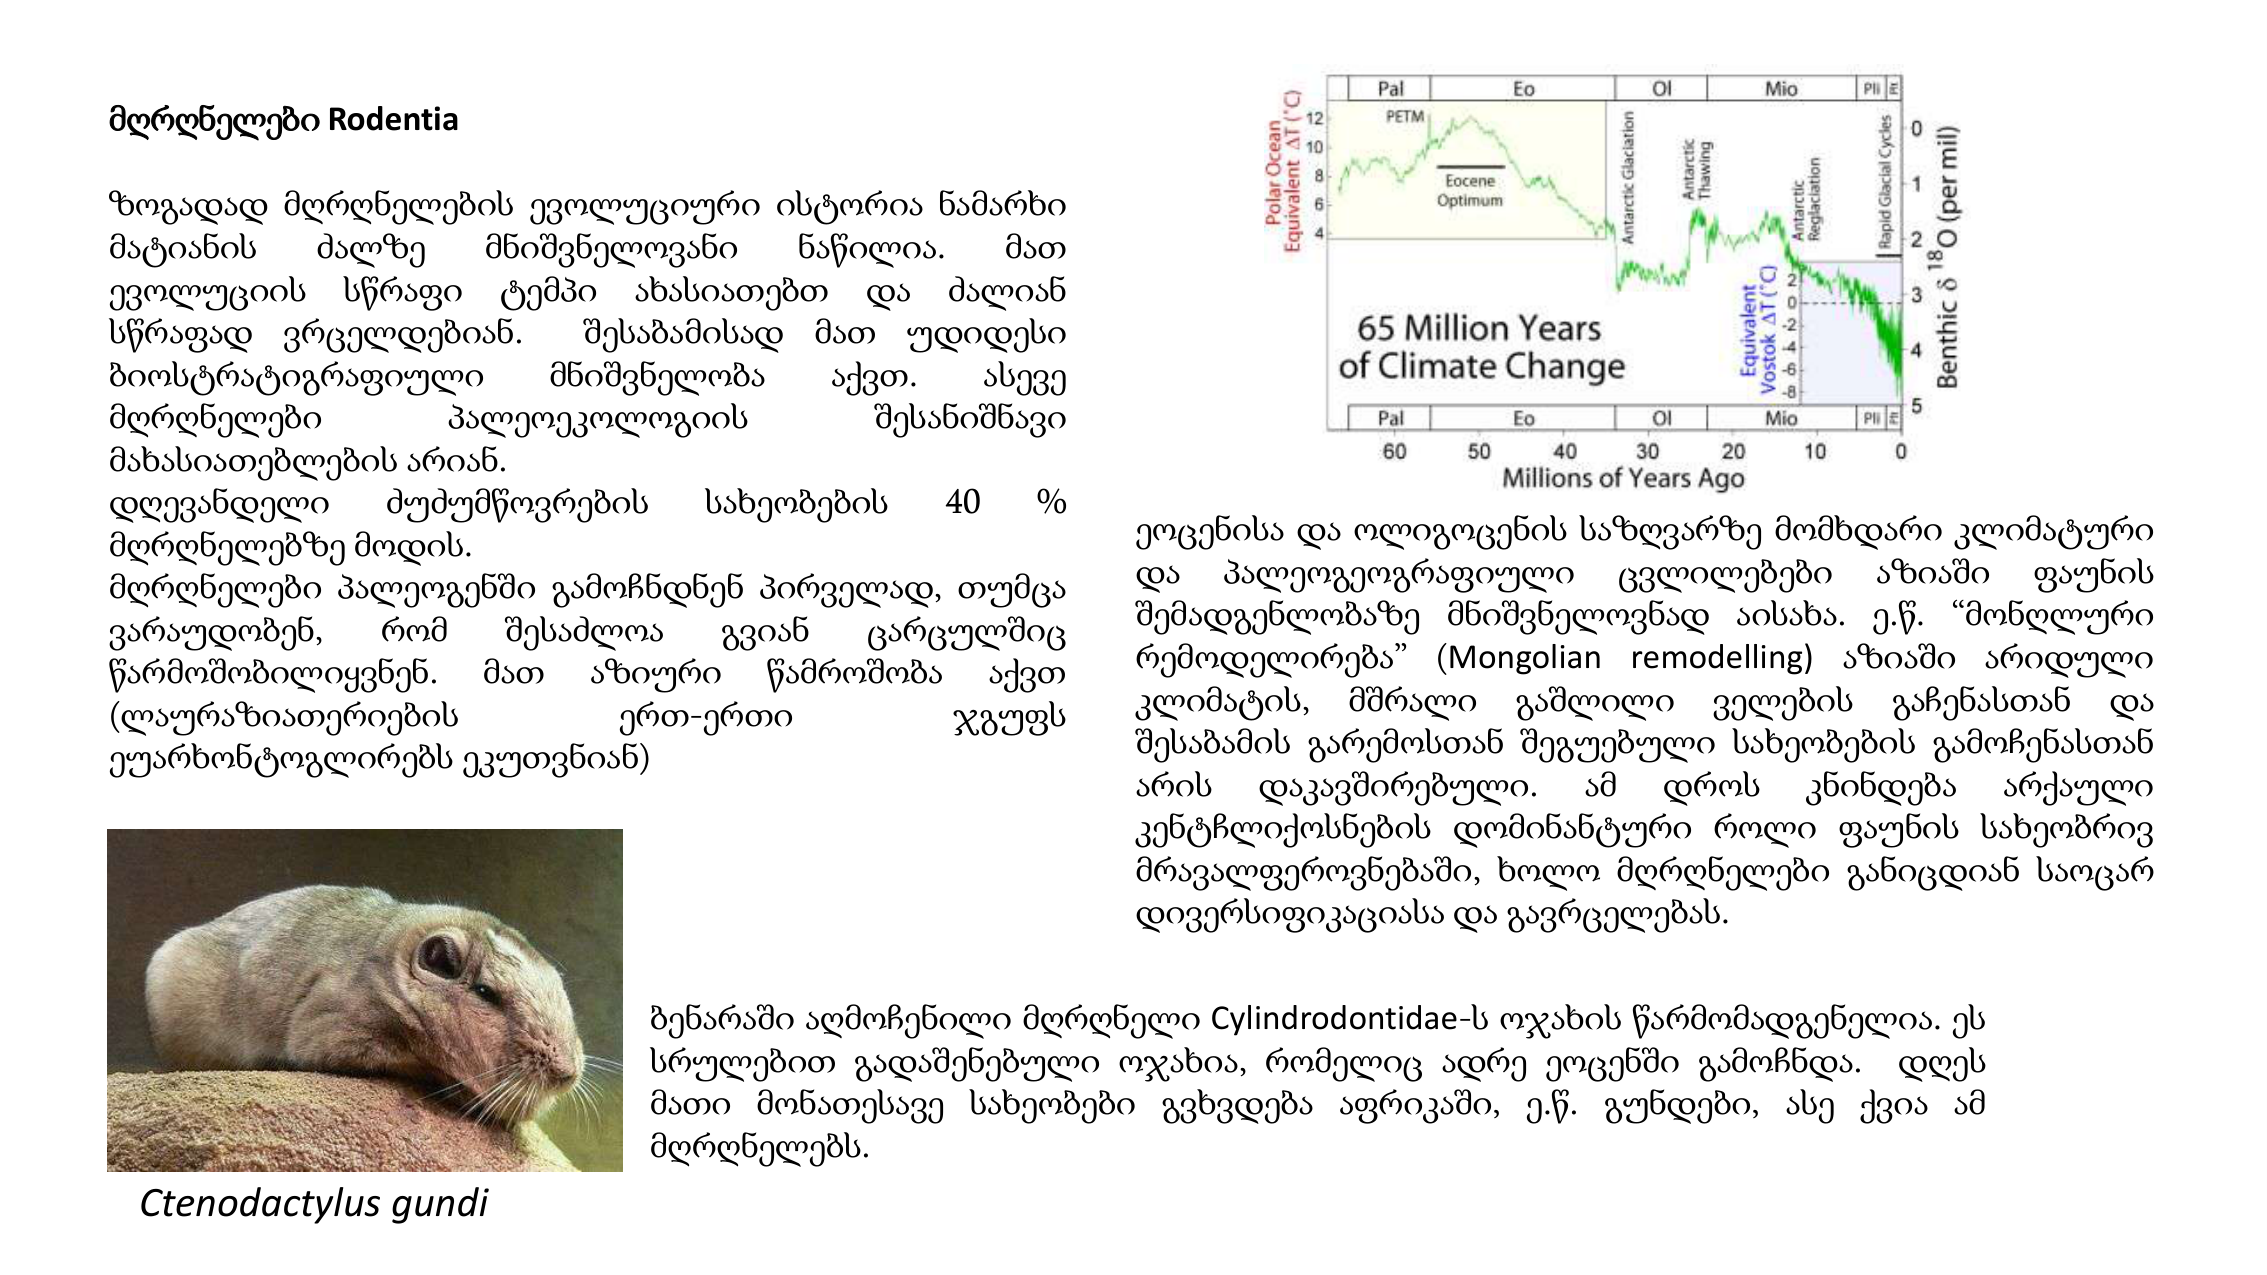 მღრღნელები Rodentia
ზოგადად მღრღნელების ევოლუციური ისტორია ნამარხი
მატიანის ძალზე მნიშვნელოვანი ნაწილია. მათ
ევოლუციის სწრაფი ტემპი ახასიათებთ და ძალიან
სწრაფად ვრცელდებიან. შესაბამისად მათ უდიდესი
ბიოსტრატიგრაფიული მნიშვნელობა აქვთ. ასევე
მღრღნელები პალეოეკოლოგიის შესანიშნავი
მახასიათებლების არიან.
დღევანდელი ძუძუმწოვრების სახეობების 40 %
მღრღნელებზე მოდის.
მღრღნელები პალეოგენში გამოჩნდნენ პირველად, თუმცა
ვარაუდობენ, რომ შესაძლოა გვიან ცარცულშიც
წარმოშობილიყვნენ. მათ აზიური წამროშობა აქვთ
(ლაურაზიათერიების ერთ-ერთი ჯგუფს
ეუარხონტოგლირებს ეკუთვნიან)
Pal Eo Ol Mio Pli Plt
Polar Ocean
Equivalent ΔT (°C)
12
10
8
6
4
PETM
Eocene
Optimum
Antarctic Glaciation
Antarctic
Thawing
Antarctic
Reglaciation
Rapid Glacial Cycles
Equivalent
Vostok ΔT (°C)
2
0
-2
-4
-6
-8
0
1
2
3
4
5
Benthic δ 18O (per mil)
65 Million Years
of Climate Change
Pal Eo Ol Mio Pli Plt
60 50 40 30 20 10 0
Millions of Years Ago
ეოცენისა და ოლიგოცენის საზღვარზე მომხდარი კლიმატური
და პალეოგეოგრაფიული ცვლილებები აზიაში ფაუნის
შემადგენლობაზე მნიშვნელოვნად აისახა. ე.წ. “მონღლური
რემოდელირება” (Mongolian remodelling) აზიაში არიდული
კლიმატის, მშრალი გაშლილი ველების გაჩენასთან და
შესაბამის გარემოსთან შეგუებული სახეობების გამოჩენასთან
არის დაკავშირებული. ამ დროს კნინდება არქაული
კენტჩლიქოსნების დომინანტური როლი ფაუნის სახეობრივ
მრავალფეროვნებაში, ხოლო მღრღნელები განიცდიან საოცარ
დივერსიფიკაციასა და გავრცელებას.
ბენარაში აღმოჩენილი მღრღნელი Cylindrodontidae-ს ოჯახის წარმომადგენელია. ეს
სრულებით გადაშენებული ოჯახია, რომელიც ადრე ეოცენში გამოჩნდა. დღეს
მათი მონათესავე სახეობები გვხვდება აფრიკაში, ე.წ. გუნდები, ასე ქვია ამ
მღრღნელებს.
Ctenodactylus gundi